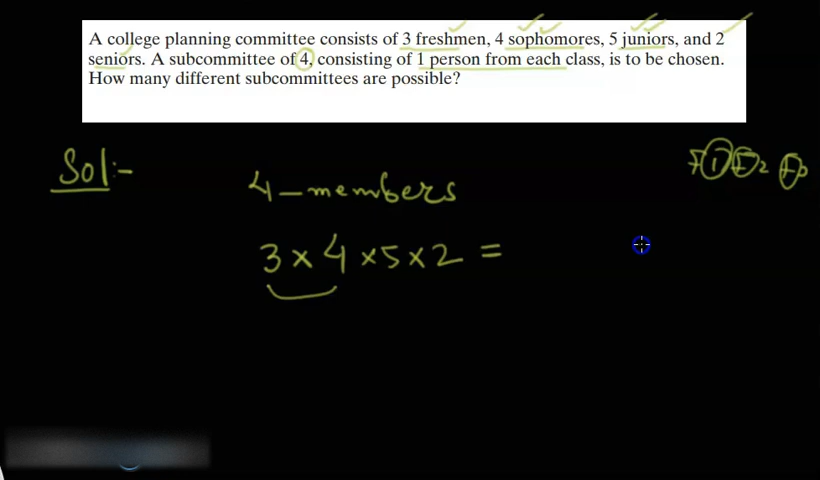 A college planning committee consists of 3 freshmen, 4 sophomores, 5 juniors, and 2
seniors. A subcommittee of 4, consisting of 1 person from each class, is to be chosen.
How many different subcommittees are possible?
Sol:-
4-members
3 × 4 × 5 × 2 =